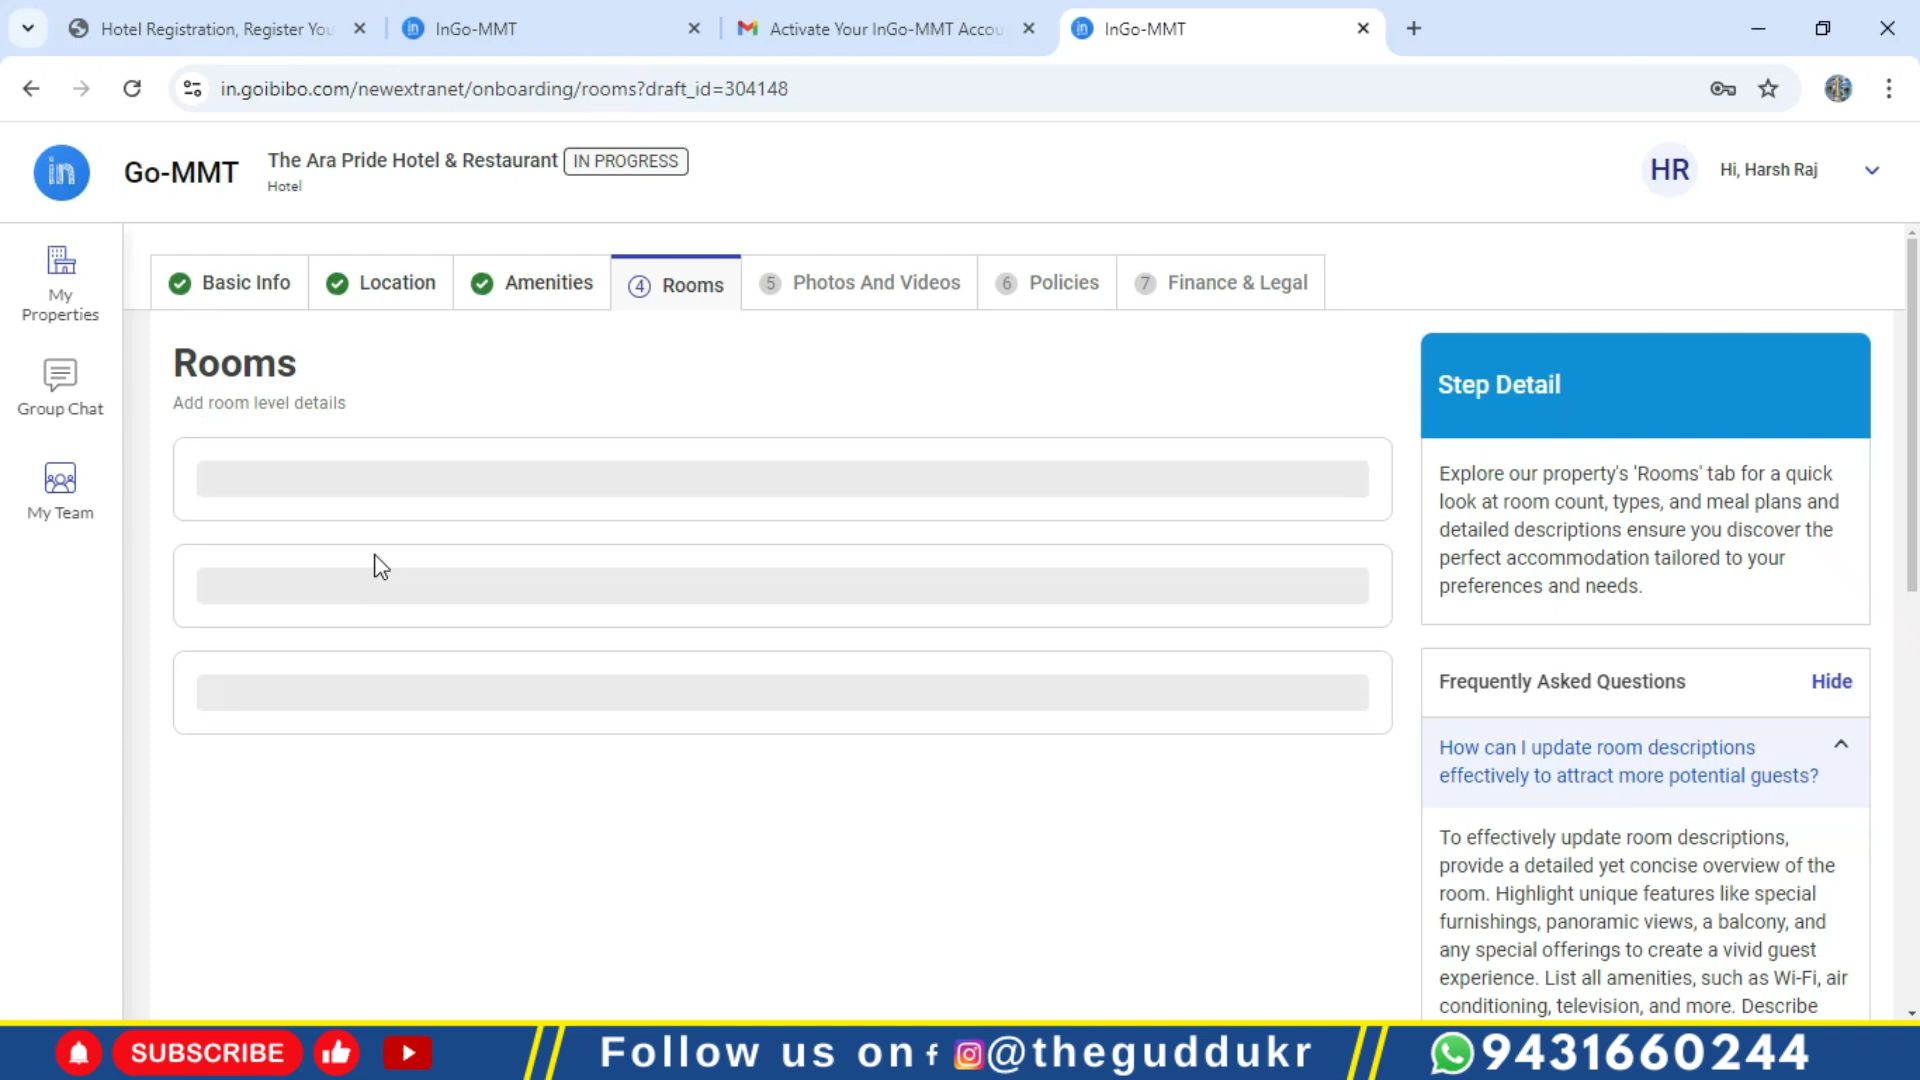 Hotel Registration, Register You
InGo-MMT
Activate Your InGo-MMT Accou
InGo-MMT
in.goibibo.com/newextranet/onboarding/rooms?draft_id=304148
in
Go-MMT
The Ara Pride Hotel & Restaurant
IN PROGRESS
Hotel
HR
Hi, Harsh Raj
My Properties
Group Chat
My Team
Basic Info
Location
Amenities
4 Rooms
5 Photos And Videos
6 Policies
7 Finance & Legal
Rooms
Add room level details
Step Detail
Explore our property's 'Rooms' tab for a quick
look at room count, types, and meal plans and
detailed descriptions ensure you discover the
perfect accommodation tailored to your
preferences and needs.
Frequently Asked Questions
Hide
How can I update room descriptions
effectively to attract more potential guests?
To effectively update room descriptions,
provide a detailed yet concise overview of the
room. Highlight unique features like special
furnishings, panoramic views, a balcony, and
any special offerings to create a vivid guest
experience. List all amenities, such as Wi-Fi, air
conditioning, television, and more. Describe
SUBSCRIBE
Follow us on f @theguddukr
9431660244